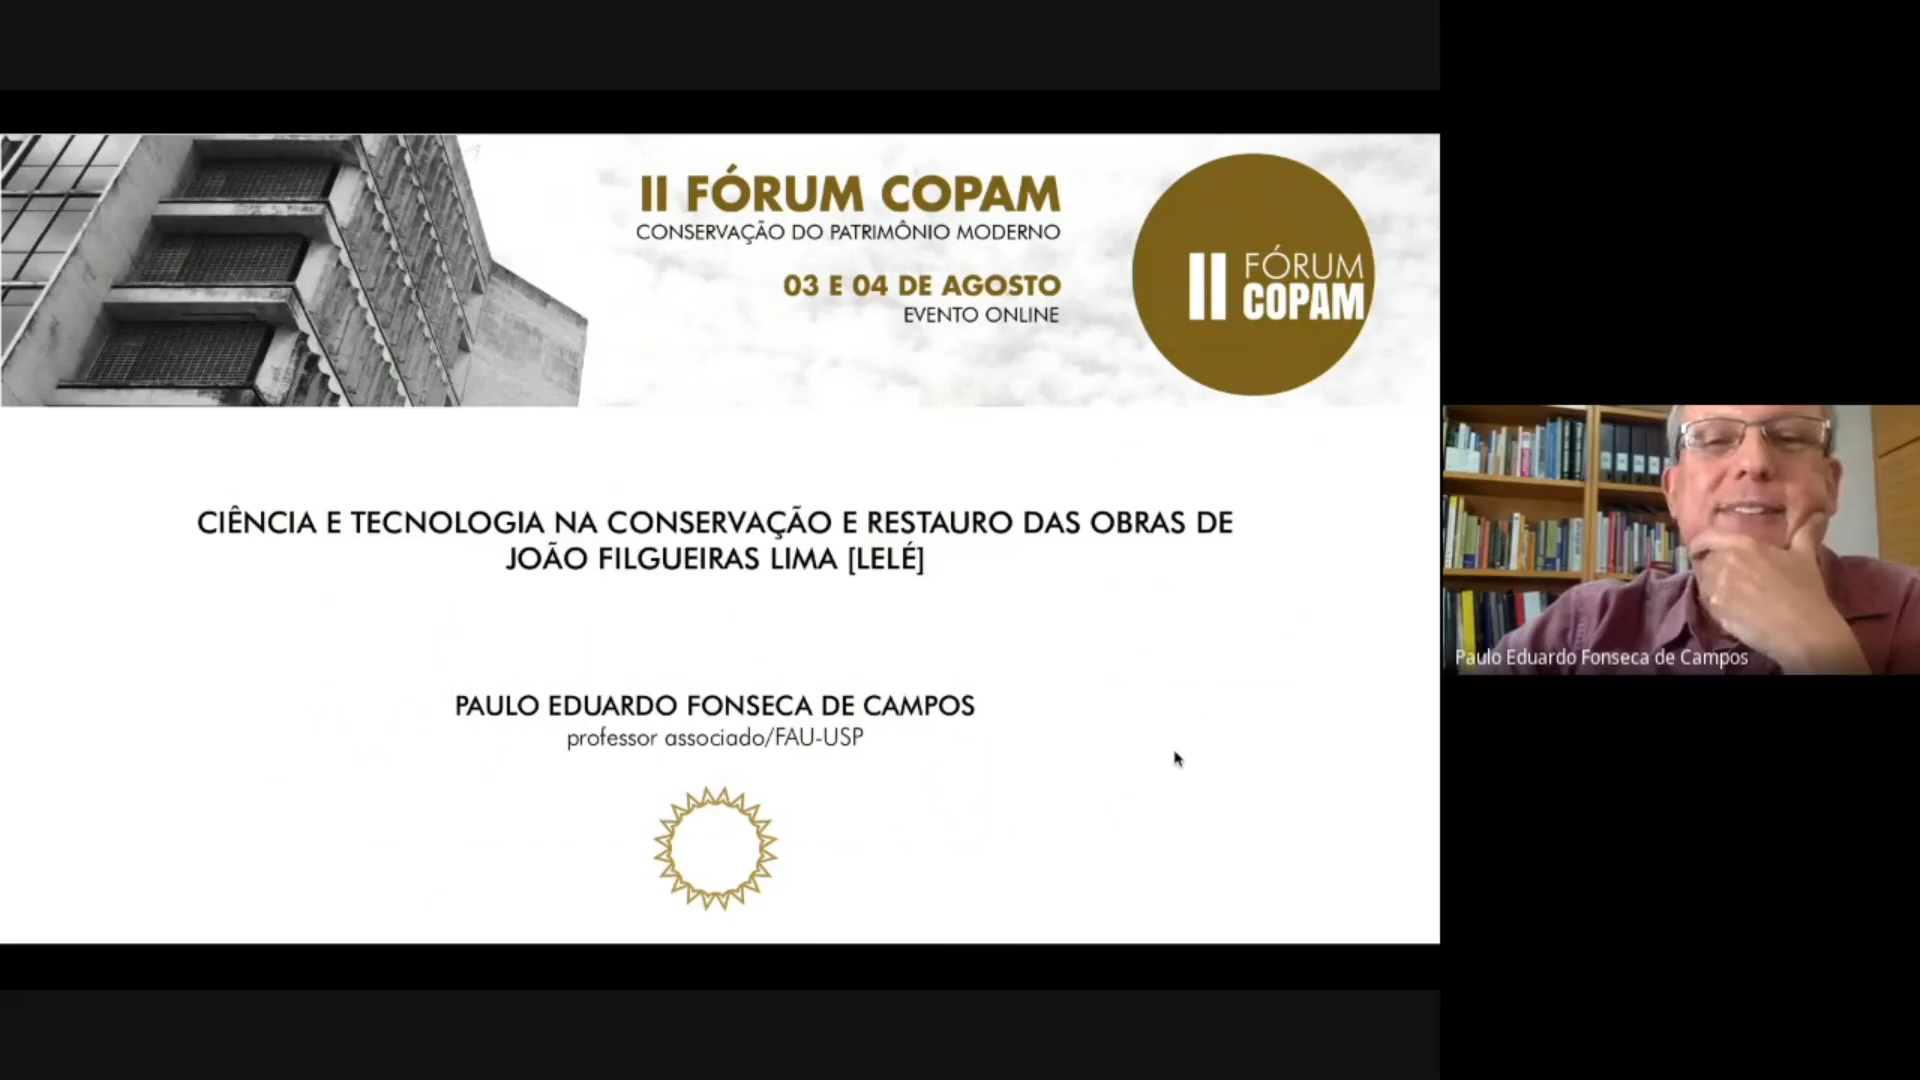 II FÓRUM COPAM
CONSERVAÇÃO DO PATRIMÔNIO MODERNO
03 E 04 DE AGOSTO
EVENTO ONLINE
II FÓRUM
COPAM
CIÊNCIA E TECNOLOGIA NA CONSERVAÇÃO E RESTAURO DAS OBRAS DE
JOÃO FILGUEIRAS LIMA [LELÉ]
PAULO EDUARDO FONSECA DE CAMPOS
professor associado/FAU-USP
Paulo Eduardo Fonseca de Campos